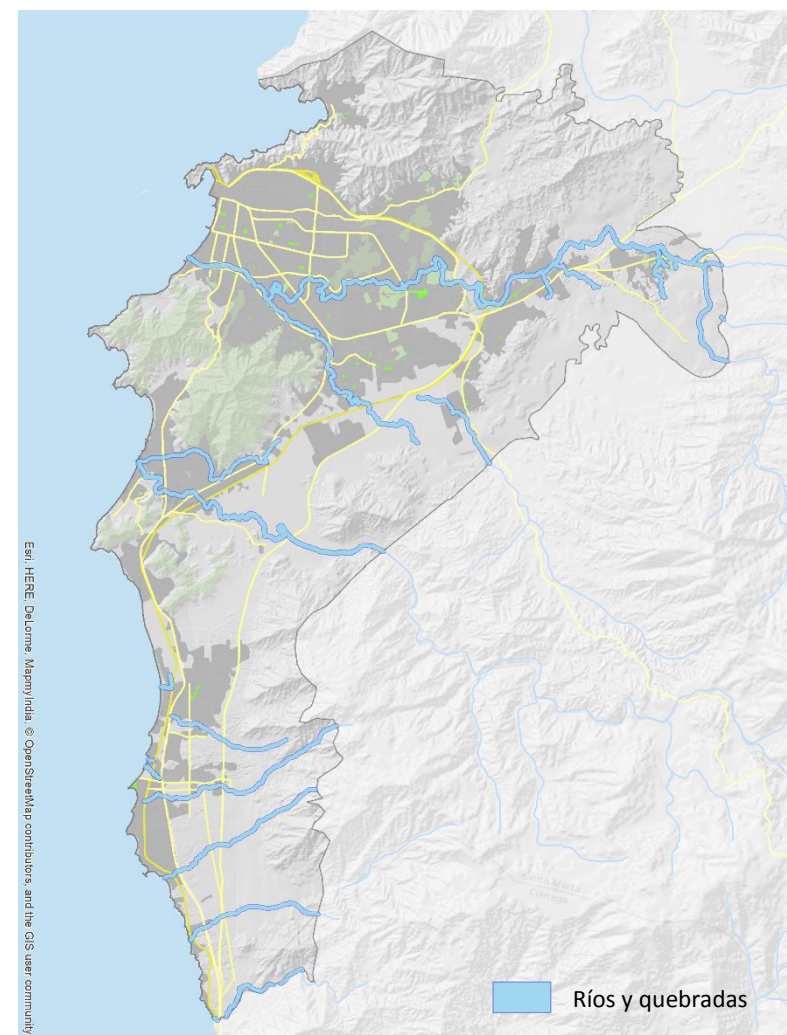 Esri, HERE, DeLorme, MapmyIndia, © OpenStreetMap contributors, and the GIS user community
Ríos y quebradas